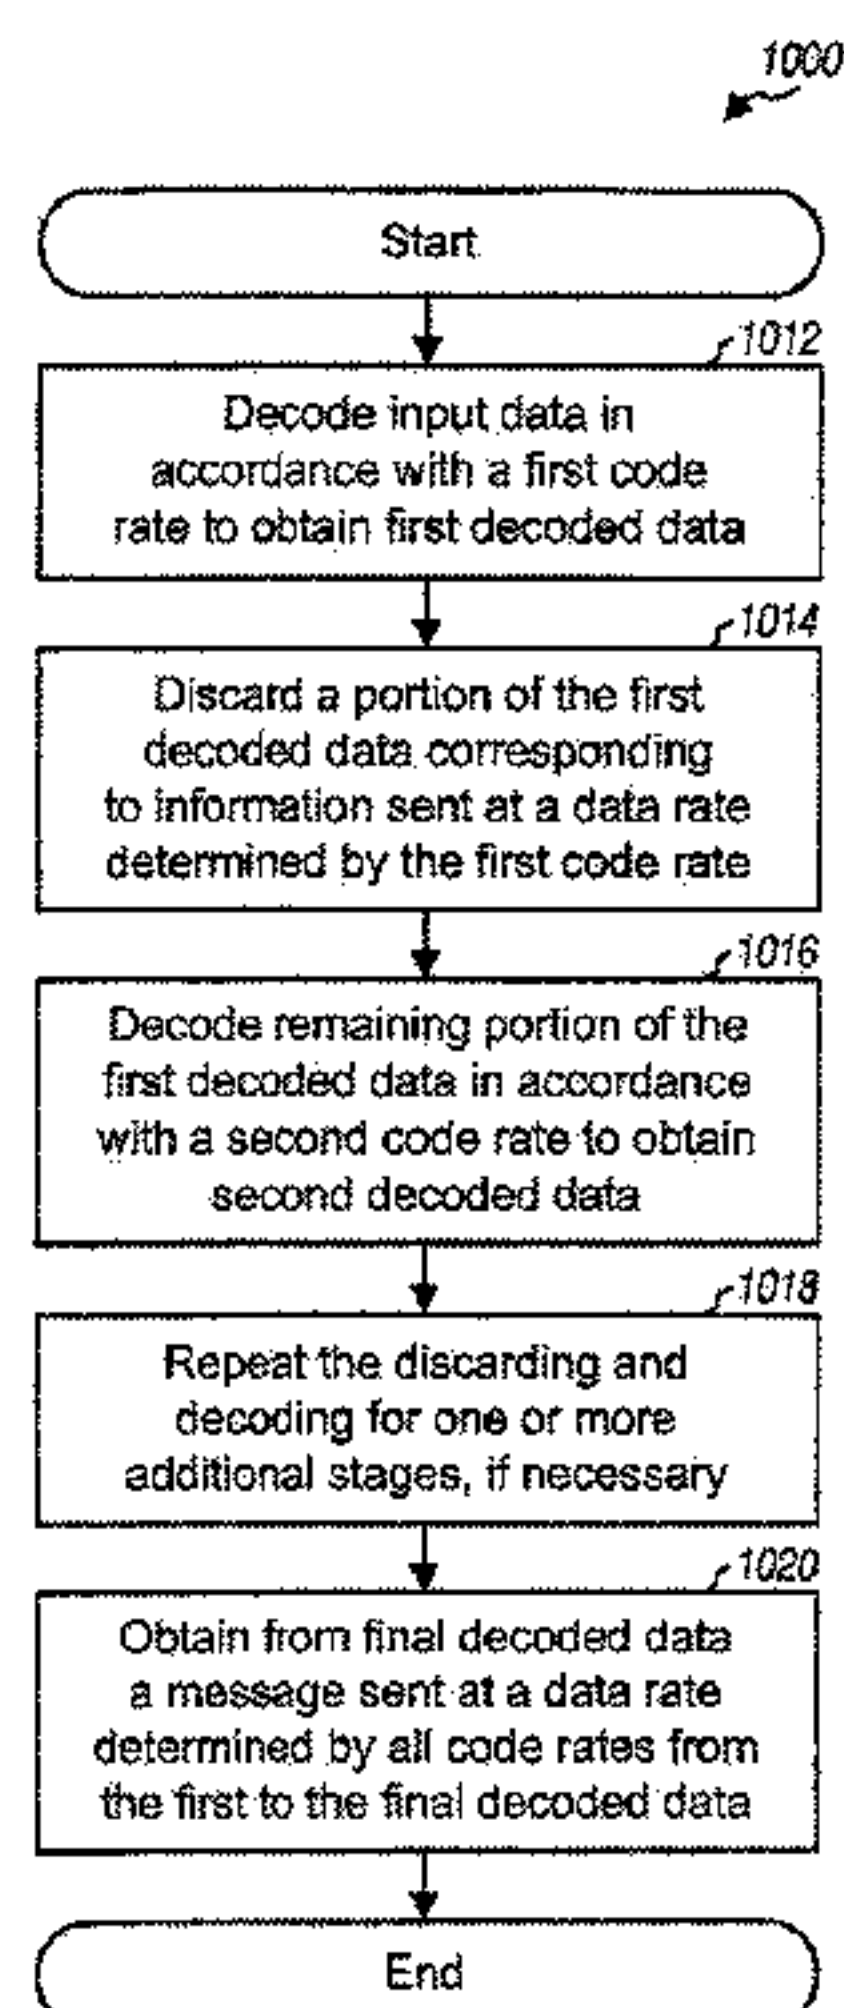 1000
Start
1012
Decode input data in
accordance with a first code
rate to obtain first decoded data
1014
Discard a portion of the first
decoded data corresponding
to information sent at a data rate
determined by the first code rate
1016
Decode remaining portion of the
first decoded data in accordance
with a second code rate to obtain
second decoded data
1018
Repeat the discarding and
decoding for one or more
additional stages, if necessary
1020
Obtain from final decoded data
a message sent at a data rate
determined by all code rates from
the first to the final decoded data
End